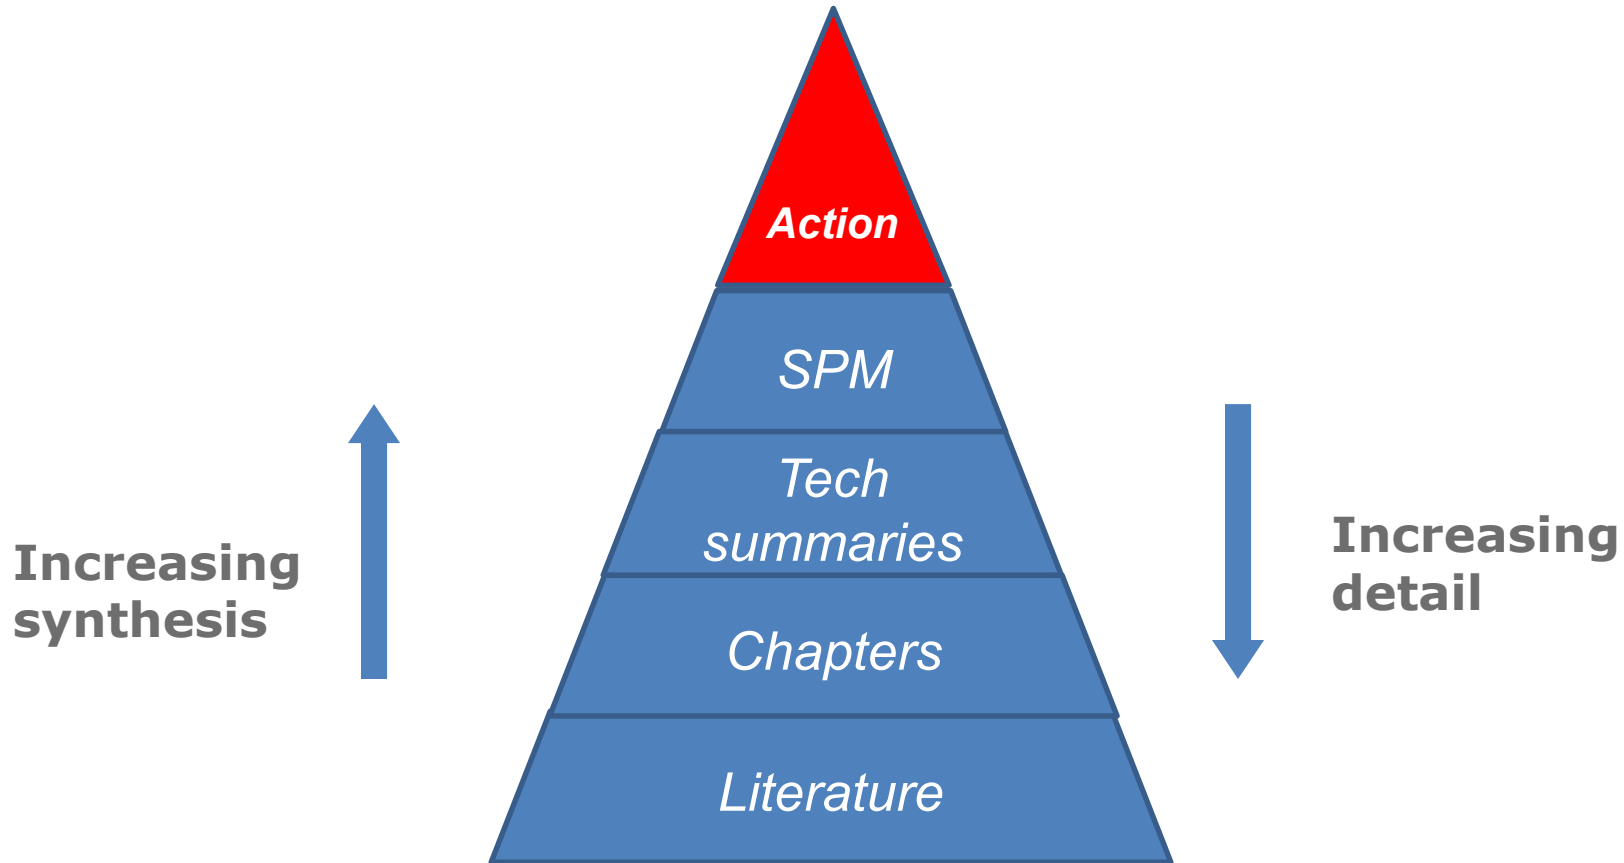 Action
SPM
Tech
summaries
Chapters
Literature
Increasing
synthesis
Increasing
detail